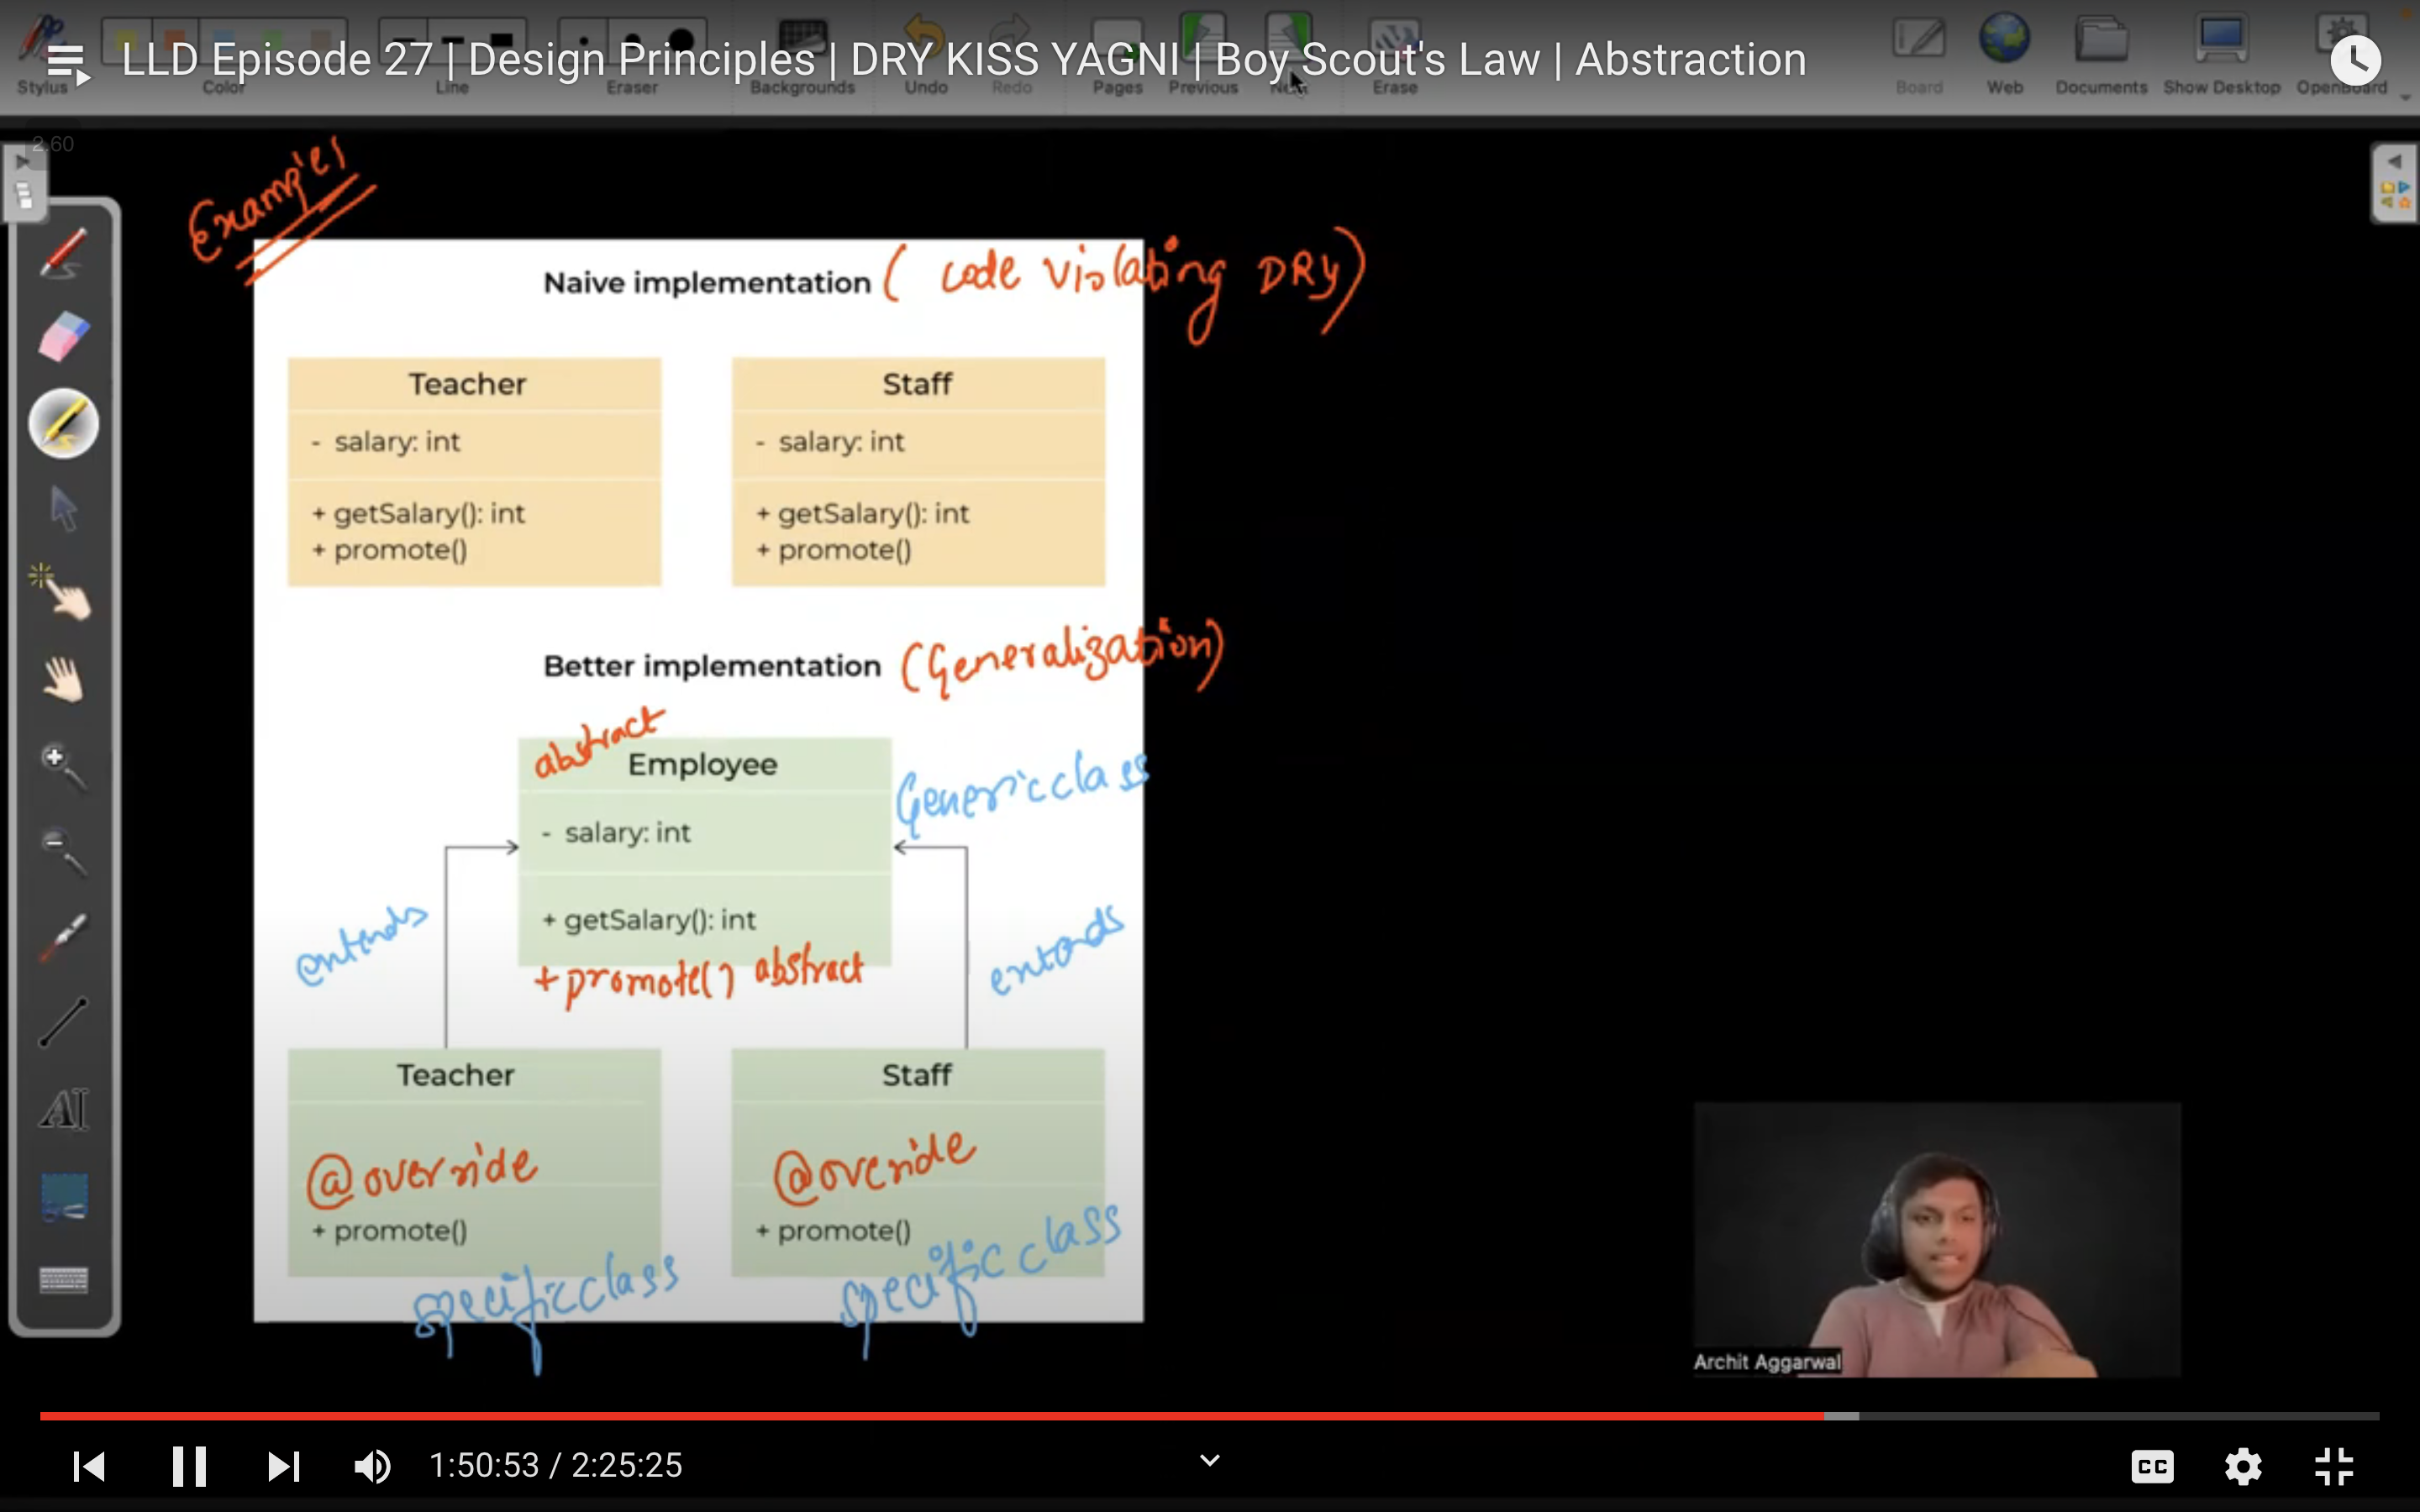 Stylus
Color
Line
Eraser
Backgrounds
Undo
Redo
Pages
Previous
Next
Erase
Board
Web
Documents
Show Desktop
OpenBoard
LLD Episode 27 | Design Principles | DRY KISS YAGNI | Boy Scout's Law | Abstraction
2.60
Examples
Naive implementation ( code violating DRY)
Teacher
- salary: int
+ getSalary(): int
+ promote()
Staff
- salary: int
+ getSalary(): int
+ promote()
Better implementation (Generalization)
abstract
Employee
Generic class
- salary: int
+ getSalary(): int
+ promote() abstract
extends
extends
Teacher
@override
+ promote()
specific class
Staff
@overide
+ promote()
specific class
AI
Archit Aggarwal
1:50:53 / 2:25:25
CC